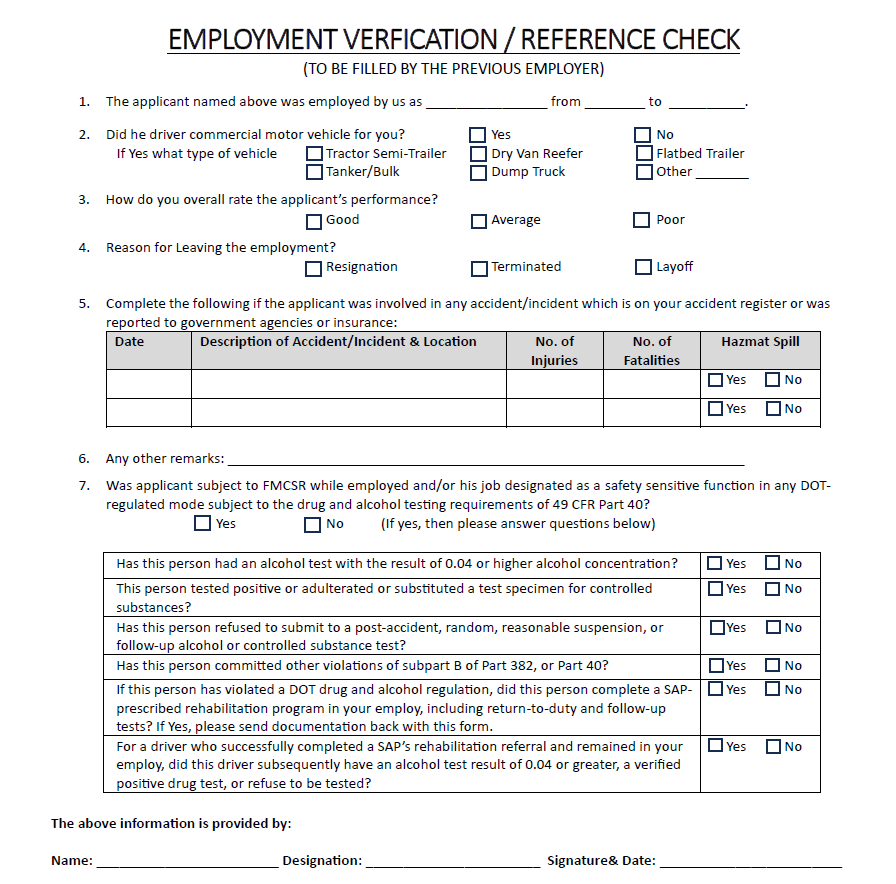 EMPLOYMENT VERFICATION / REFERENCE CHECK
(TO BE FILLED BY THE PREVIOUS EMPLOYER)
1. The applicant named above was employed by us as ________________ from ________ to __________.
2. Did he driver commercial motor vehicle for you? Yes No
If Yes what type of vehicle Tractor Semi-Trailer Dry Van Reefer Flatbed Trailer
Tanker/Bulk Dump Truck Other _______
3. How do you overall rate the applicant's performance?
Good Average Poor
4. Reason for Leaving the employment?
Resignation Terminated Layoff
5. Complete the following if the applicant was involved in any accident/incident which is on your accident register or was
reported to government agencies or insurance:
Date Description of Accident/Incident & Location No. of Injuries No. of Fatalities Hazmat Spill
Yes No
Yes No
6. Any other remarks: ____________________________________________________________________
7. Was applicant subject to FMCSR while employed and/or his job designated as a safety sensitive function in any DOT-
regulated mode subject to the drug and alcohol testing requirements of 49 CFR Part 40?
Yes No (If yes, then please answer questions below)
Has this person had an alcohol test with the result of 0.04 or higher alcohol concentration? Yes No
This person tested positive or adulterated or substituted a test specimen for controlled Yes No
substances?
Has this person refused to submit to a post-accident, random, reasonable suspension, or Yes No
follow-up alcohol or controlled substance test?
Has this person committed other violations of subpart B of Part 382, or Part 40? Yes No
If this person has violated a DOT drug and alcohol regulation, did this person complete a SAP- Yes No
prescribed rehabilitation program in your employ, including return-to-duty and follow-up
tests? If Yes, please send documentation back with this form.
For a driver who successfully completed a SAP's rehabilitation referral and remained in your Yes No
employ, did this driver subsequently have an alcohol test result of 0.04 or greater, a verified
positive drug test, or refuse to be tested?
The above information is provided by:
Name: ________________________ Designation: _______________________ Signature& Date: ________________________